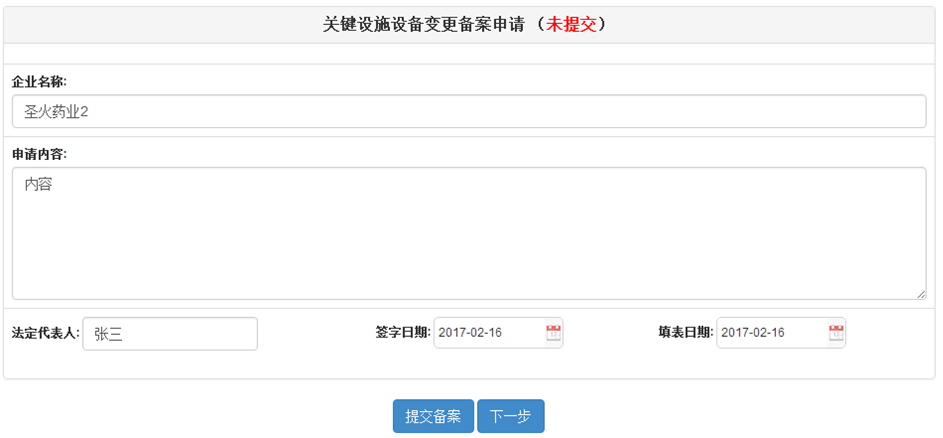 关键设施设备变更备案申请 （未提交）
企业名称:
圣火药业2
申请内容:
内容
法定代表人: 张三 签字日期: 2017-02-16 填表日期: 2017-02-16
提交备案 下一步